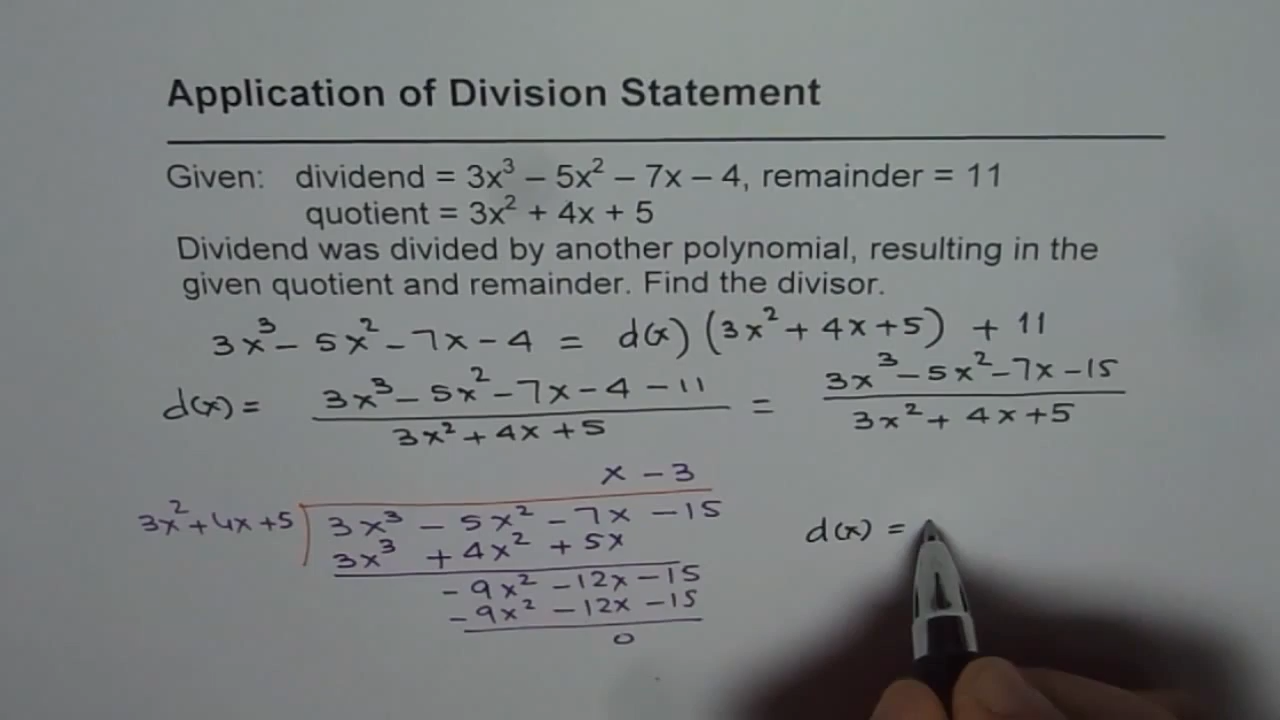 Application of Division Statement
Given: dividend = 3x³ – 5x² – 7x – 4, remainder = 11
quotient = 3x² + 4x + 5
Dividend was divided by another polynomial, resulting in the
given quotient and remainder. Find the divisor.
3x³ – 5x² – 7x – 4 = d(x) (3x² + 4x + 5) + 11
d(x) = (3x³ – 5x² – 7x – 4 – 11) / (3x² + 4x + 5) = (3x³ – 5x² – 7x – 15) / (3x² + 4x + 5)
x – 3
3x² + 4x + 5 3x³ – 5x² – 7x – 15
3x³ + 4x² + 5x
– 9x² – 12x – 15
– 9x² – 12x – 15
0
d(x) =